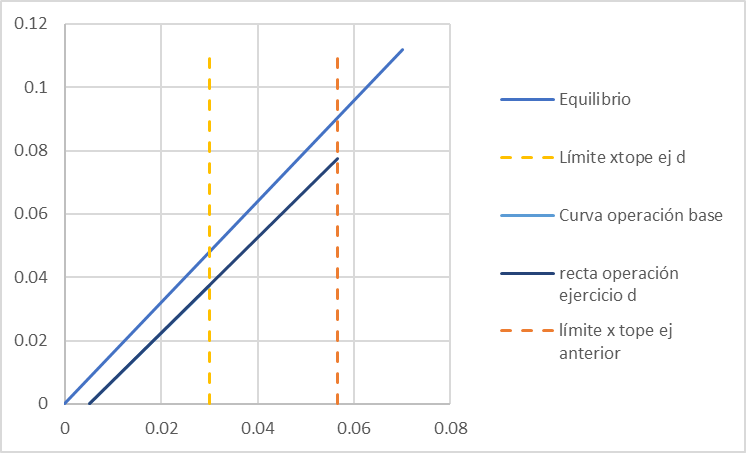 0.12
0.1
0.08
0.06
0.04
0.02
0
0
0.02
0.04
0.06
0.08
Equilibrio
Límite xtope ej d
Curva operación base
recta operación
ejercicio d
límite x tope ej
anterior